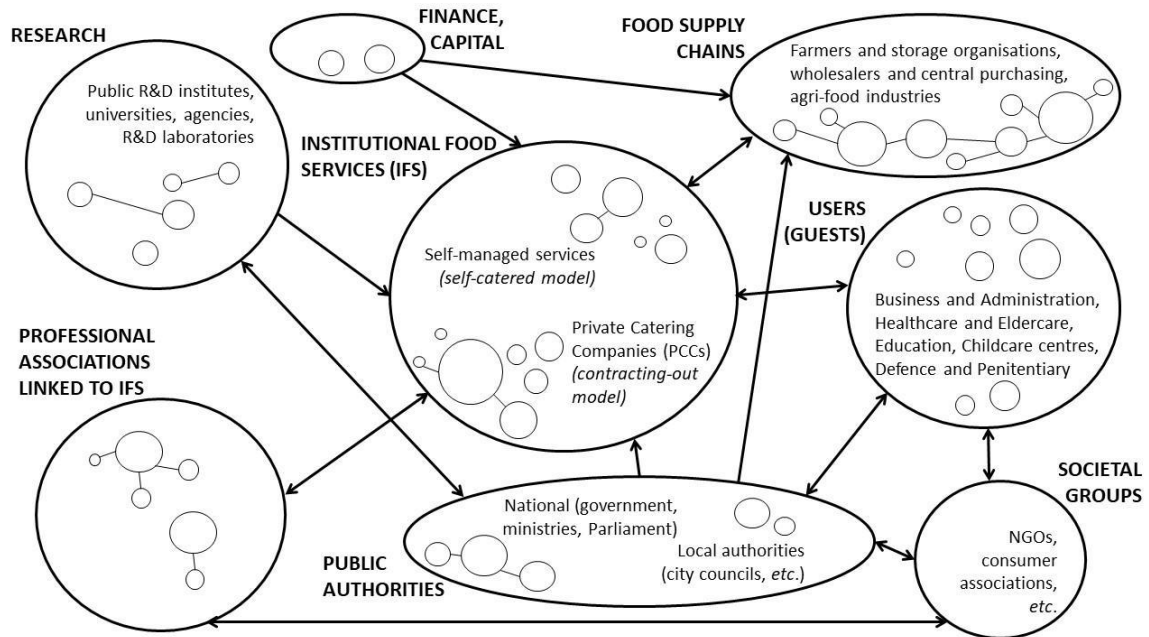 RESEARCH
Public R&D institutes,
universities, agencies,
R&D laboratories
FINANCE,
CAPITAL
FOOD SUPPLY
CHAINS
Farmers and storage organisations,
wholesalers and central purchasing,
agri-food industries
INSTITUTIONAL FOOD
SERVICES (IFS)
Self-managed services
(self-catered model)
Private Catering
Companies (PCCs)
(contracting-out
model)
USERS
(GUESTS)
Business and Administration,
Healthcare and Eldercare,
Education, Childcare centres,
Defence and Penitentiary
PROFESSIONAL
ASSOCIATIONS
LINKED TO IFS
PUBLIC
AUTHORITIES
National (government,
ministries, Parliament)
Local authorities
(city councils, etc.)
SOCIETAL
GROUPS
NGOs,
consumer
associations,
etc.